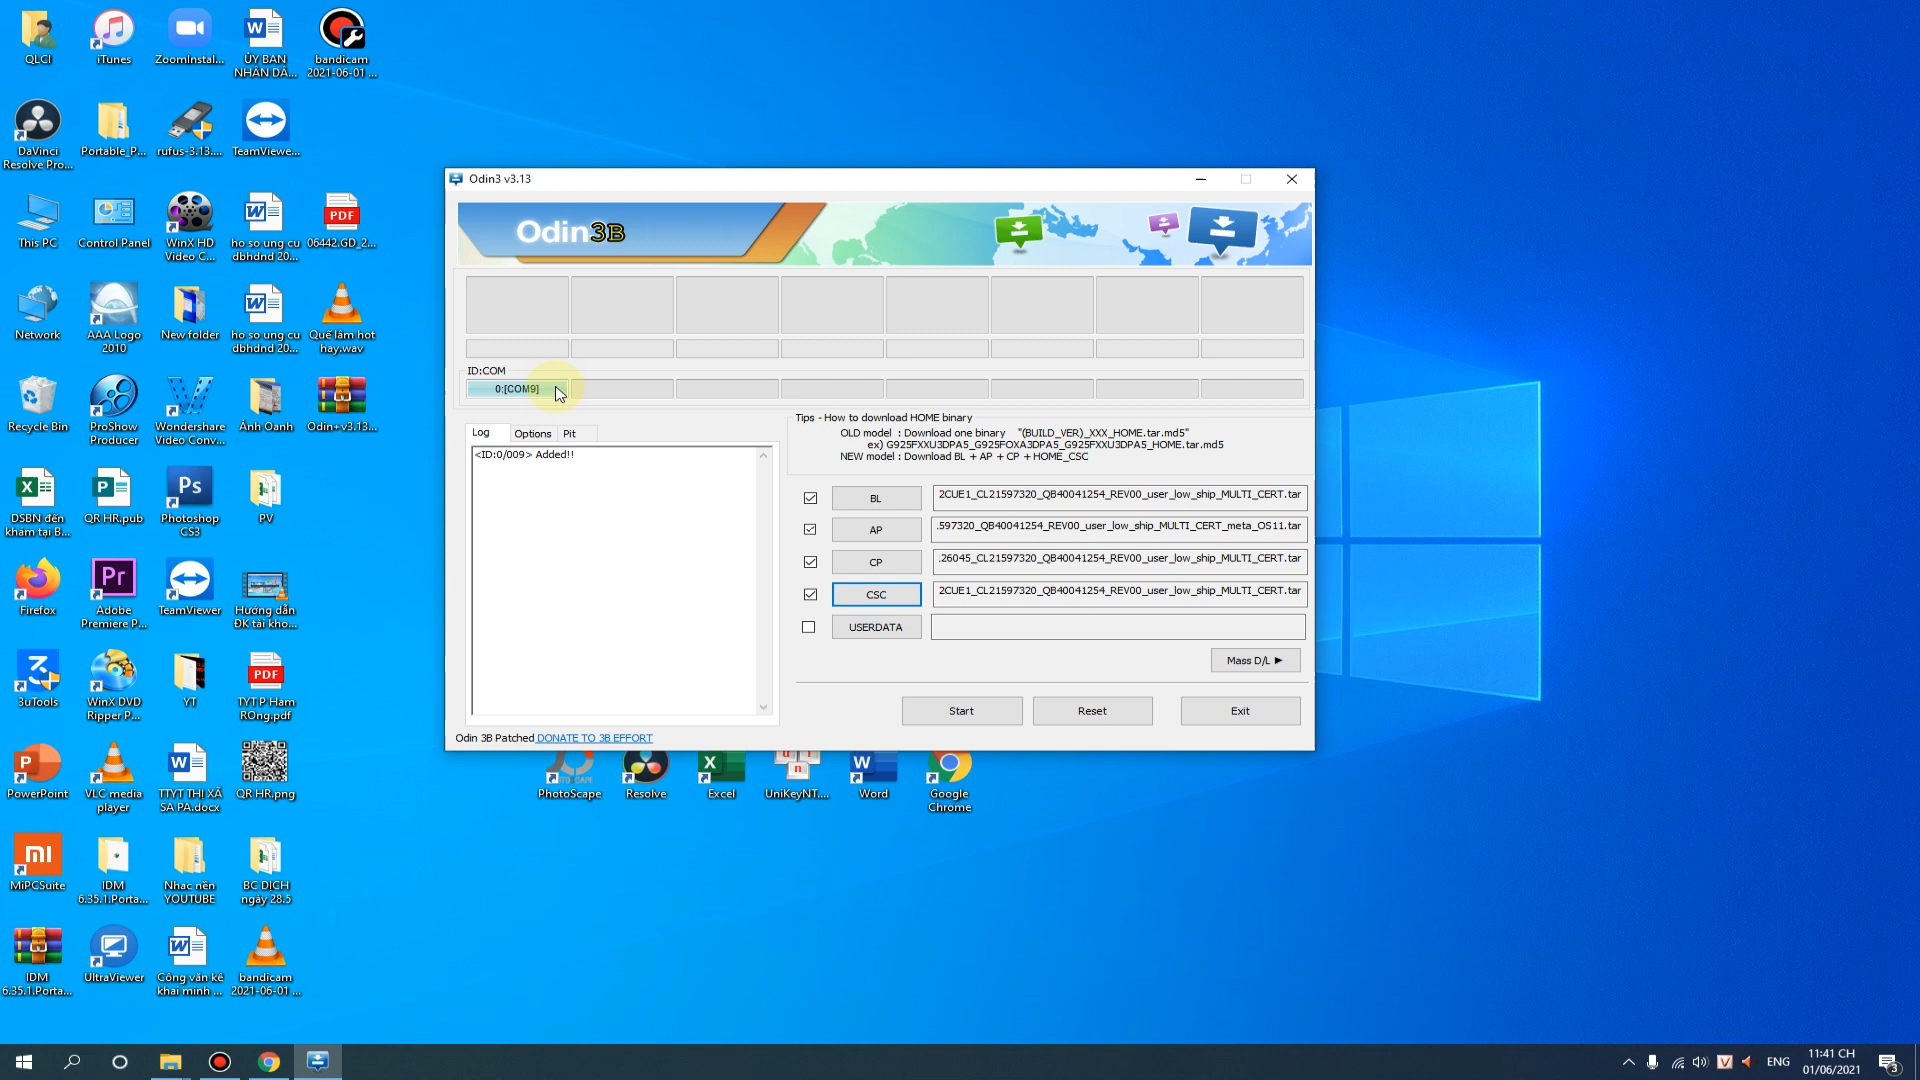 QLCI
iTunes
ZoomInstal...
ỦY BAN
NHÂN DÂ...
bandicam
2021-06-01 ...
DaVinci
Resolve Pro...
Portable_P...
rufus-3.13....
TeamViewe...
This PC
Control Panel
WinX HD
Video C...
ho so ung cu
dbhdnd 20...
PDF
06442.GD_2...
Network
AAA Logo
2010
New folder
ho so ung cu
dbhdnd 20...
Quế lâm hot
hay.wav
Recycle Bin
ProShow
Producer
Wondershare
Video Conv...
Ảnh Oanh
Odin+v3.13...
DSBN đến
khám tại B...
QR HR.pub
Ps
Photoshop
CS3
PV
Firefox
Pr
Adobe
Premiere P...
TeamViewer
Hướng dẫn
ĐK tài kho...
3uTools
WinX DVD
Ripper P...
YT
PDF
TYT P Ham
ROng.pdf
PowerPoint
VLC media
player
TTYT THỊ XÃ
SA PA.docx
QR HR.png
MiPCSuite
IDM
6.35.1.Porta...
Nhac nền
YOUTUBE
BC DỊCH
ngày 28.5
IDM
6.35.1.Porta...
UltraViewer
Công văn kê
khai minh ...
bandicam
2021-06-01 ...
Odin3 v3.13
Odin3B
ID:COM
0:[COM9]
Log
Options
Pit
<ID:0/009> Added!!
Tips - How to download HOME binary
OLD model : Download one binary "(BUILD_VER)_XXX_HOME.tar.md5"
ex) G925FXXU3DPA5_G925FOXA3DPA5_G925FXXU3DPA5_HOME.tar.md5
NEW model : Download BL + AP + CP + HOME_CSC
BL
2CUE1_CL21597320_QB40041254_REV00_user_low_ship_MULTI_CERT.tar
AP
.597320_QB40041254_REV00_user_low_ship_MULTI_CERT_meta_OS11.tar
CP
.26045_CL21597320_QB40041254_REV00_user_low_ship_MULTI_CERT.tar
CSC
2CUE1_CL21597320_QB40041254_REV00_user_low_ship_MULTI_CERT.tar
USERDATA
Mass D/L ►
Start
Reset
Exit
Odin 3B Patched DONATE TO 3B EFFORT
PhotoScape
Resolve
Excel
UniKeyNT....
Word
Google
Chrome
ENG
11:41 CH
01/06/2021
3